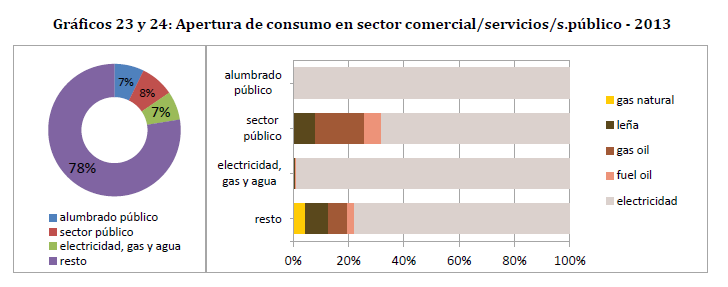 Gráficos 23 y 24: Apertura de consumo en sector comercial/servicios/s.público - 2013
7%
8%
7%
78%
alumbrado público
sector público
electricidad, gas y agua
resto
alumbrado
público
sector
público
electricidad,
gas y agua
resto
0%
20%
40%
60%
80%
100%
gas natural
leña
gas oil
fuel oil
electricidad